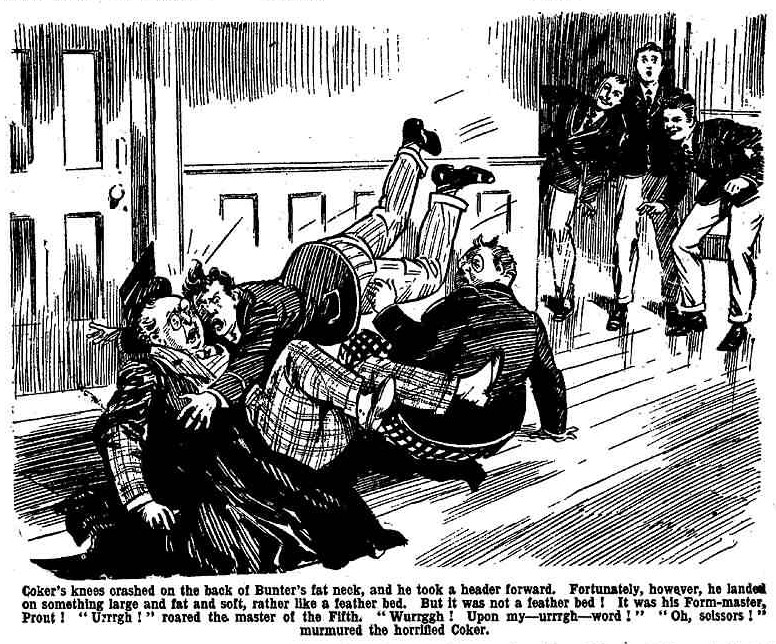 Coker's knees crashed on the back of Bunter's fat neck, and he took a header forward. Fortunately, however, he landed
on something large and fat and soft, rather like a feather bed. But it was not a feather bed! It was his Form-master,
Prout! "Urrrgh!" roared the master of the Fifth. "Wurrggh! Upon my—urrrgh—word!" "Oh, scissors!"
murmured the horrified Coker.